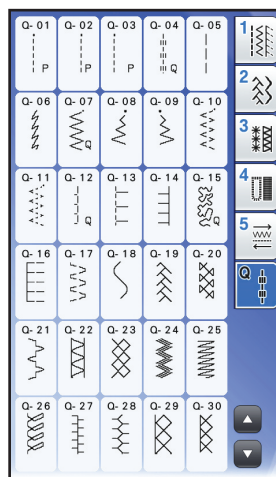 Q-01 Q-02 Q-03 Q-04 Q-05
P P P Q
1
Q-06 Q-07 Q-08 Q-09 Q-10
Q
2
Q-11 Q-12 Q-13 Q-14 Q-15
Q Q
3
Q-16 Q-17 Q-18 Q-19 Q-20
4
Q-21 Q-22 Q-23 Q-24 Q-25
5
Q-26 Q-27 Q-28 Q-29 Q-30
Q